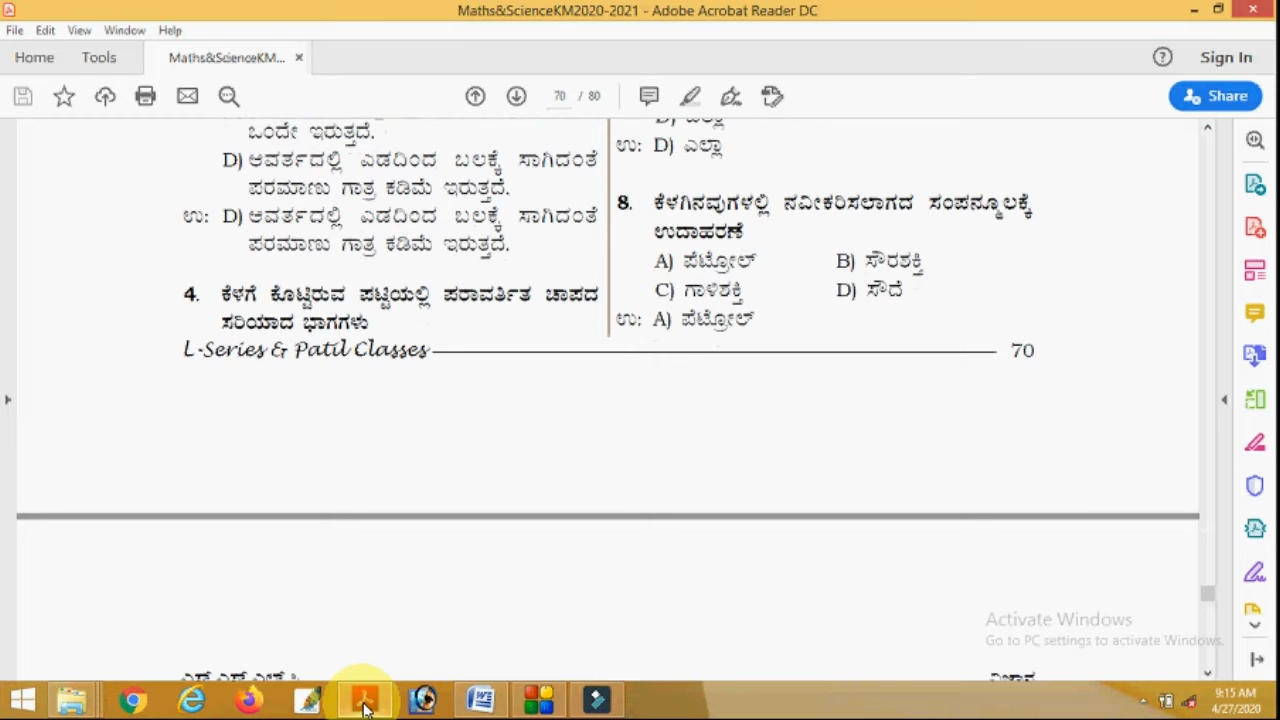 Maths&ScienceKM2020-2021 - Adobe Acrobat Reader DC
File Edit View Window Help
Home Tools Maths&ScienceKM... × Sign In
70 / 80 Share
ಒಂದೇ ಇರುತ್ತದೆ.
D) ಆವರ್ತದಲ್ಲಿ ಎಡದಿಂದ ಬಲಕ್ಕೆ ಸಾಗಿದಂತೆ
ಪರಮಾಣು ಗಾತ್ರ ಕಡಿಮೆ ಇರುತ್ತದೆ.
ಉ: D) ಆವರ್ತದಲ್ಲಿ ಎಡದಿಂದ ಬಲಕ್ಕೆ ಸಾಗಿದಂತೆ
ಪರಮಾಣು ಗಾತ್ರ ಕಡಿಮೆ ಇರುತ್ತದೆ.
4. ಕೆಳಗೆ ಕೊಟ್ಟಿರುವ ಪಟ್ಟಿಯಲ್ಲಿ ಪರಾವರ್ತಿತ ಚಾಪದ
ಸರಿಯಾದ ಭಾಗಗಳು
ಉ: D) ಎಲ್ಲಾ
8. ಕೆಳಗಿನವುಗಳಲ್ಲಿ ನವೀಕರಿಸಲಾಗದ ಸಂಪನ್ಮೂಲಕ್ಕೆ
ಉದಾಹರಣೆ
A) ಪೆಟ್ರೋಲ್ B) ಸೌರಶಕ್ತಿ
C) ಗಾಳಿಶಕ್ತಿ D) ಸೌದೆ
ಉ: A) ಪೆಟ್ರೋಲ್
L-Series & Patil Classes 70
Activate Windows
Go to PC settings to activate Windows.
9:15 AM
4/27/2020